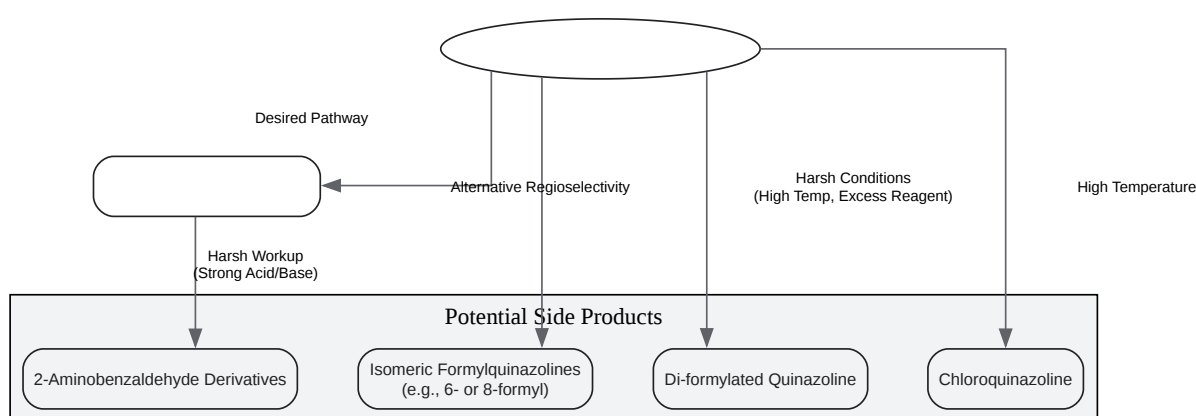 Desired Pathway
Alternative Regioselectivity
Harsh Conditions
(High Temp, Excess Reagent)
High Temperature
Harsh Workup
(Strong Acid/Base)
Potential Side Products
2-Aminobenzaldehyde Derivatives
Isomeric Formylquinazolines
(e.g., 6- or 8-formyl)
Di-formylated Quinazoline
Chloroquinazoline